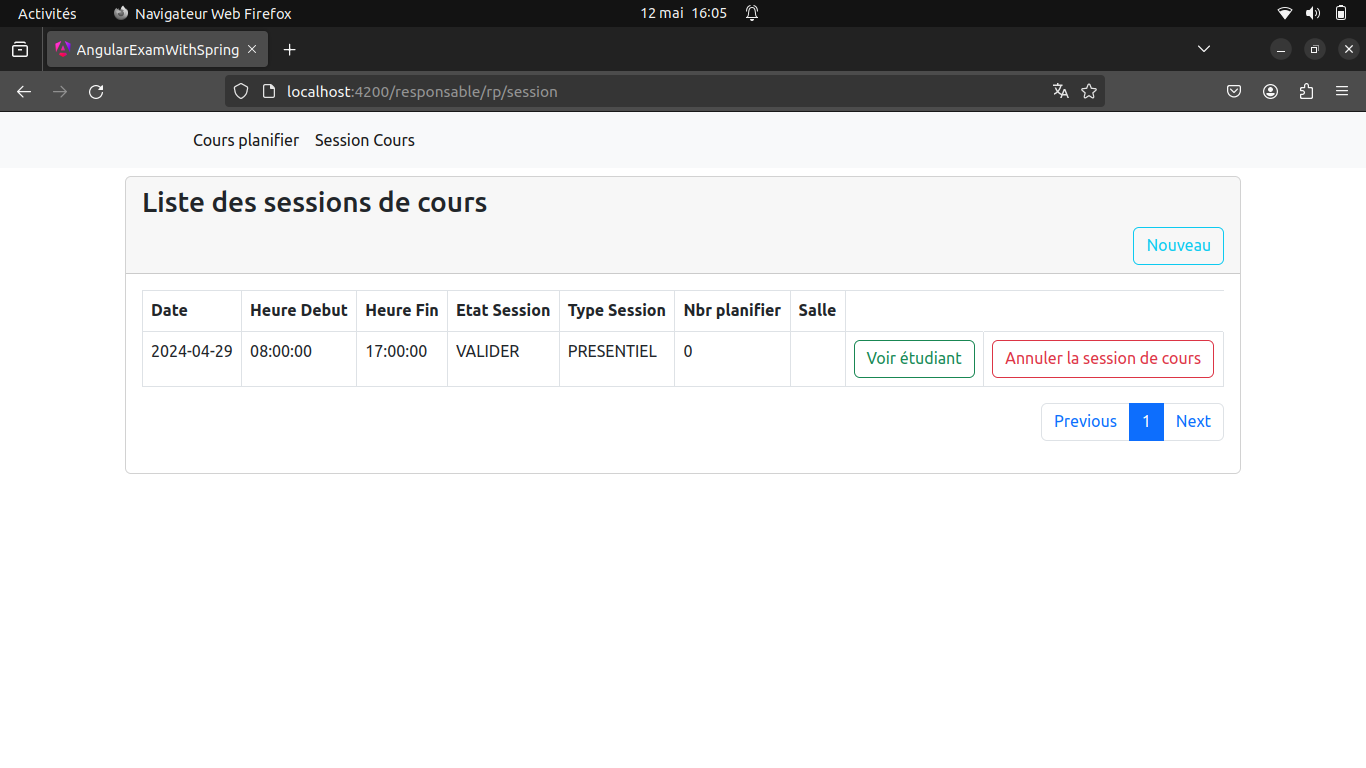 Activités Navigateur Web Firefox 12 mai 16:05
AngularExamWithSpring
localhost:4200/responsable/rp/session
Cours planifier Session Cours
Liste des sessions de cours
Nouveau
Date Heure Debut Heure Fin Etat Session Type Session Nbr planifier Salle
2024-04-29 08:00:00 17:00:00 VALIDER PRESENTIEL 0 Voir étudiant Annuler la session de cours
Previous 1 Next